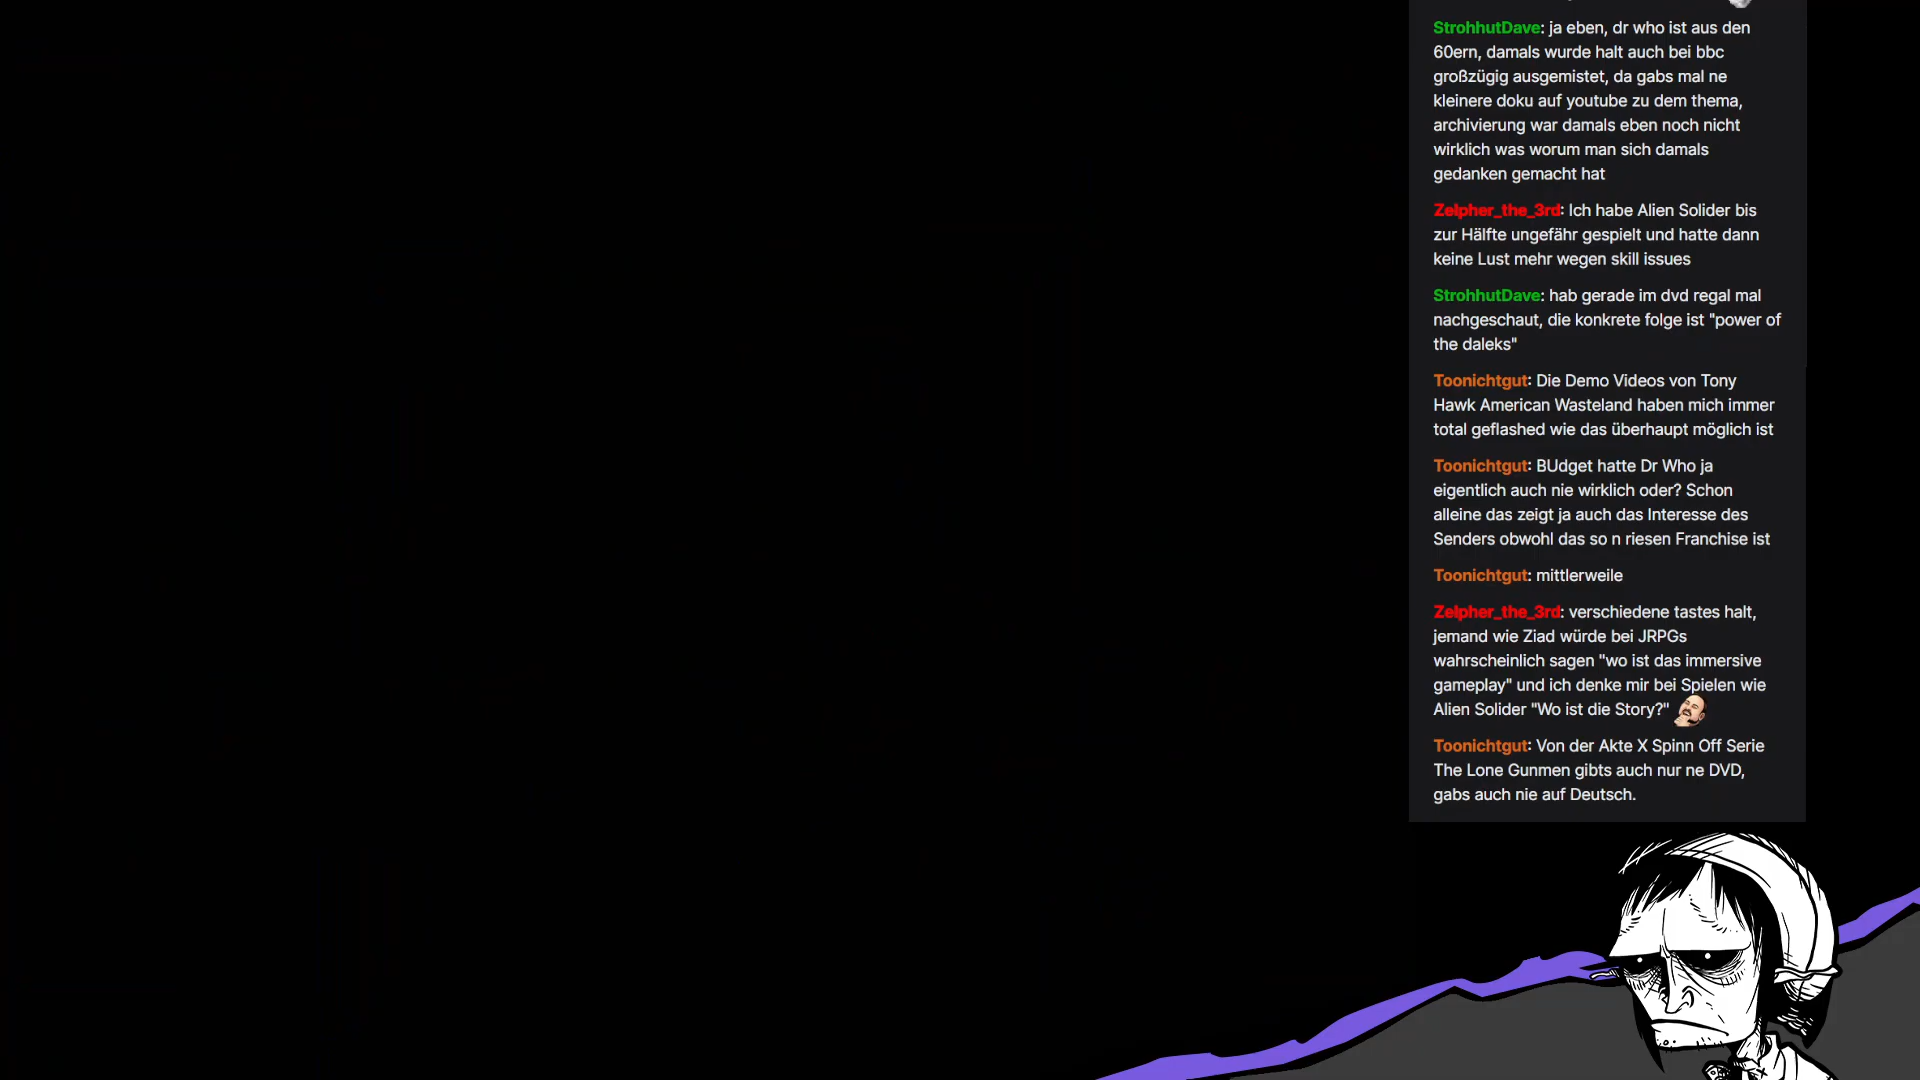 StrohhutDave: ja eben, dr who ist aus den
60ern, damals wurde halt auch bei bbc
großzügig ausgemistet, da gabs mal ne
kleinere doku auf youtube zu dem thema,
archivierung war damals eben noch nicht
wirklich was worum man sich damals
gedanken gemacht hat
Zelpher_the_3rd: Ich habe Alien Solider bis
zur Hälfte ungefähr gespielt und hatte dann
keine Lust mehr wegen skill issues
StrohhutDave: hab gerade im dvd regal mal
nachgeschaut, die konkrete folge ist "power of
the daleks"
Toonichtgut: Die Demo Videos von Tony
Hawk American Wasteland haben mich immer
total geflashed wie das überhaupt möglich ist
Toonichtgut: BUdget hatte Dr Who ja
eigentlich auch nie wirklich oder? Schon
alleine das zeigt ja auch das Interesse des
Senders obwohl das so n riesen Franchise ist
Toonichtgut: mittlerweile
Zelpher_the_3rd: verschiedene tastes halt,
jemand wie Ziad würde bei JRPGs
wahrscheinlich sagen "wo ist das immersive
gameplay" und ich denke mir bei Spielen wie
Alien Solider "Wo ist die Story?"
Toonichtgut: Von der Akte X Spinn Off Serie
The Lone Gunmen gibts auch nur ne DVD,
gabs auch nie auf Deutsch.